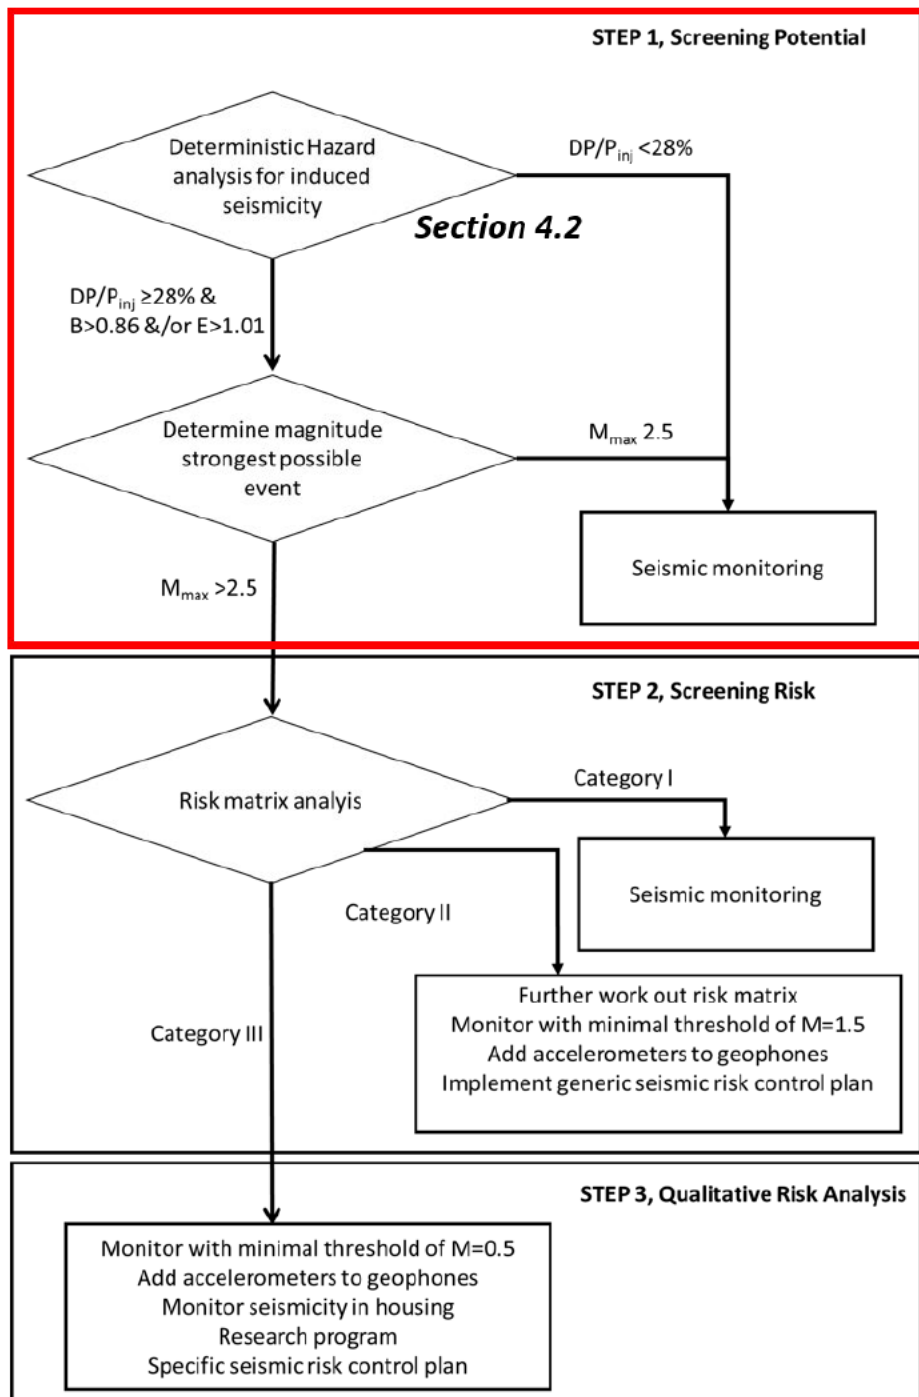 STEP 1, Screening Potential
Deterministic Hazard
analysis for induced
seismicity
DP/Pinj <28%
Section 4.2
DP/Pinj ≥28% &
B>0.86 &/or E>1.01
Determine magnitude
strongest possible
event
Mmax 2.5
Seismic monitoring
Mmax >2.5
STEP 2, Screening Risk
Risk matrix analyis
Category I
Seismic monitoring
Category II
Further work out risk matrix
Monitor with minimal threshold of M=1.5
Add accelerometers to geophones
Implement generic seismic risk control plan
Category III
STEP 3, Qualitative Risk Analysis
Monitor with minimal threshold of M=0.5
Add accelerometers to geophones
Monitor seismicity in housing
Research program
Specific seismic risk control plan